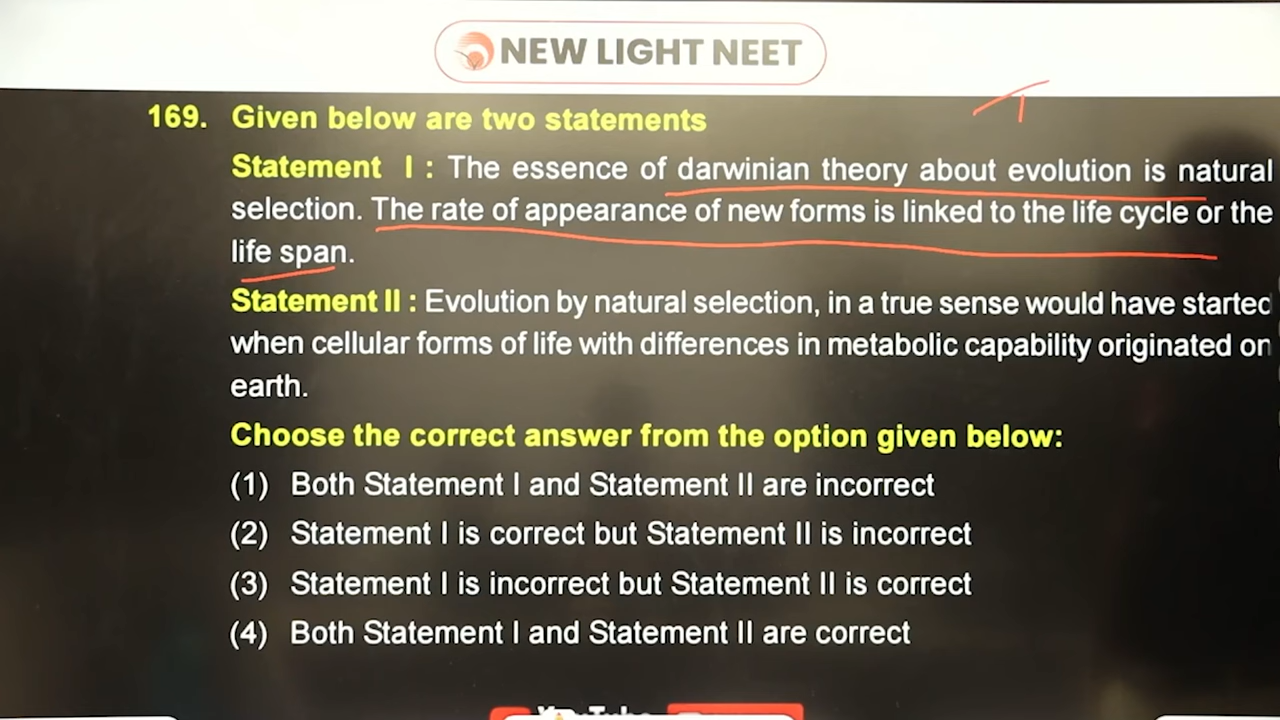 NEW LIGHT NEET
169. Given below are two statements
Statement I : The essence of darwinian theory about evolution is natural
selection. The rate of appearance of new forms is linked to the life cycle or the
life span.
Statement II : Evolution by natural selection, in a true sense would have started
when cellular forms of life with differences in metabolic capability originated on
earth.
Choose the correct answer from the option given below:
(1) Both Statement I and Statement II are incorrect
(2) Statement I is correct but Statement II is incorrect
(3) Statement I is incorrect but Statement II is correct
(4) Both Statement I and Statement II are correct
YouTube